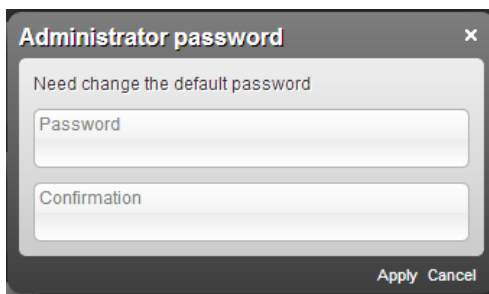 Administrator password ×
Need change the default password
Password
Confirmation
Apply Cancel